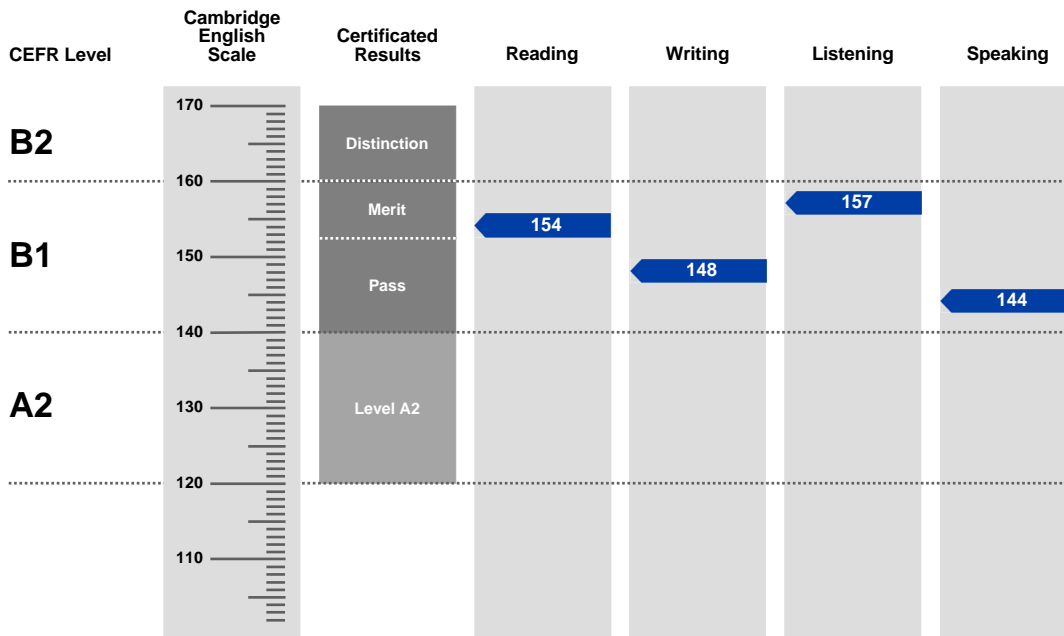 CEFR Level
Cambridge
English
Scale
Certificated
Results
Reading
Writing
Listening
Speaking
170
B2
Distinction
160
Merit
157
154
B1
150
148
Pass
144
140
A2
130
Level A2
120
110